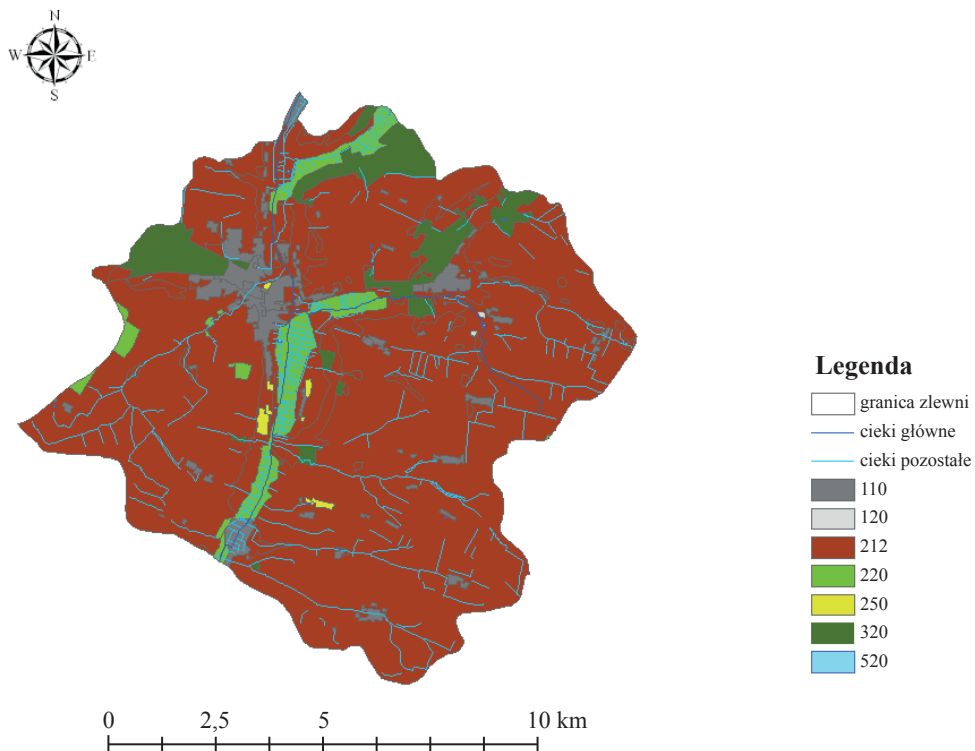 N
W E
S
Legenda
granica zlewni
cieki główne
cieki pozostałe
110
120
212
220
250
320
520
0 2,5 5 10 km